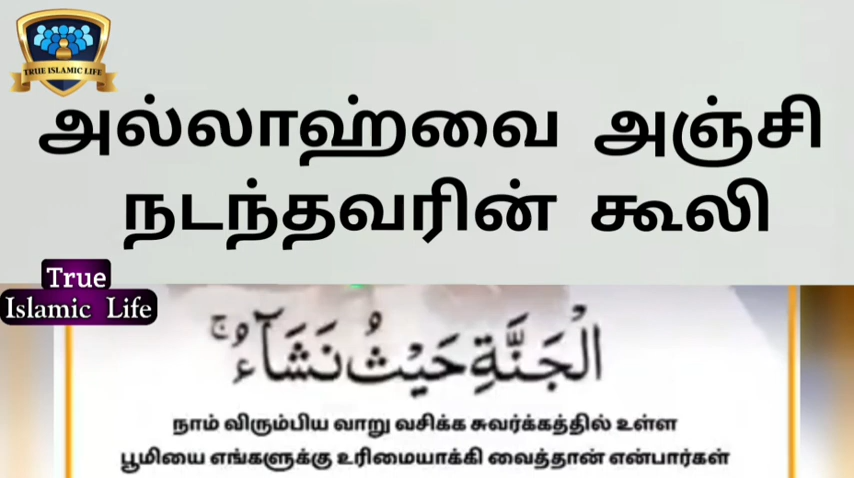 TRUE ISLAMIC LIFE
அல்லாஹ்வை அஞ்சி
நடந்தவரின் கூலி
True
Islamic Life
الْجَنَّةِ حَيْثُ نَشَآءُ ۚ
நாம் விரும்பிய வாறு வசிக்க சுவர்க்கத்தில் உள்ள
பூமியை எங்களுக்கு உரிமையாக்கி வைத்தான் என்பார்கள்